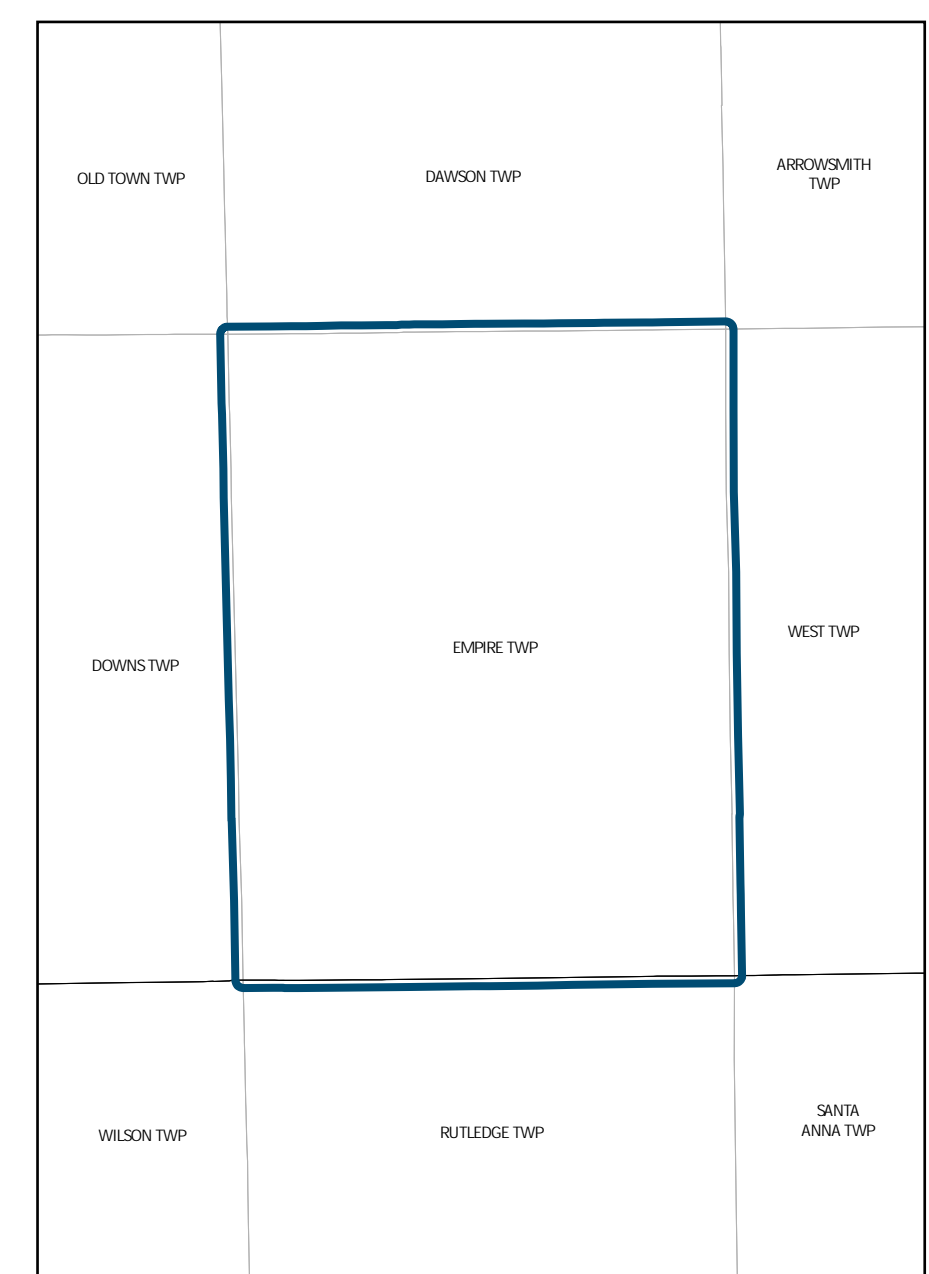 OLD TOWN TWP
DAWSON TWP
ARROWSMITH
TWP
DOWNS TWP
EMPIRE TWP
WEST TWP
WILSON TWP
RUTLEDGE TWP
SANTA
ANNA TWP